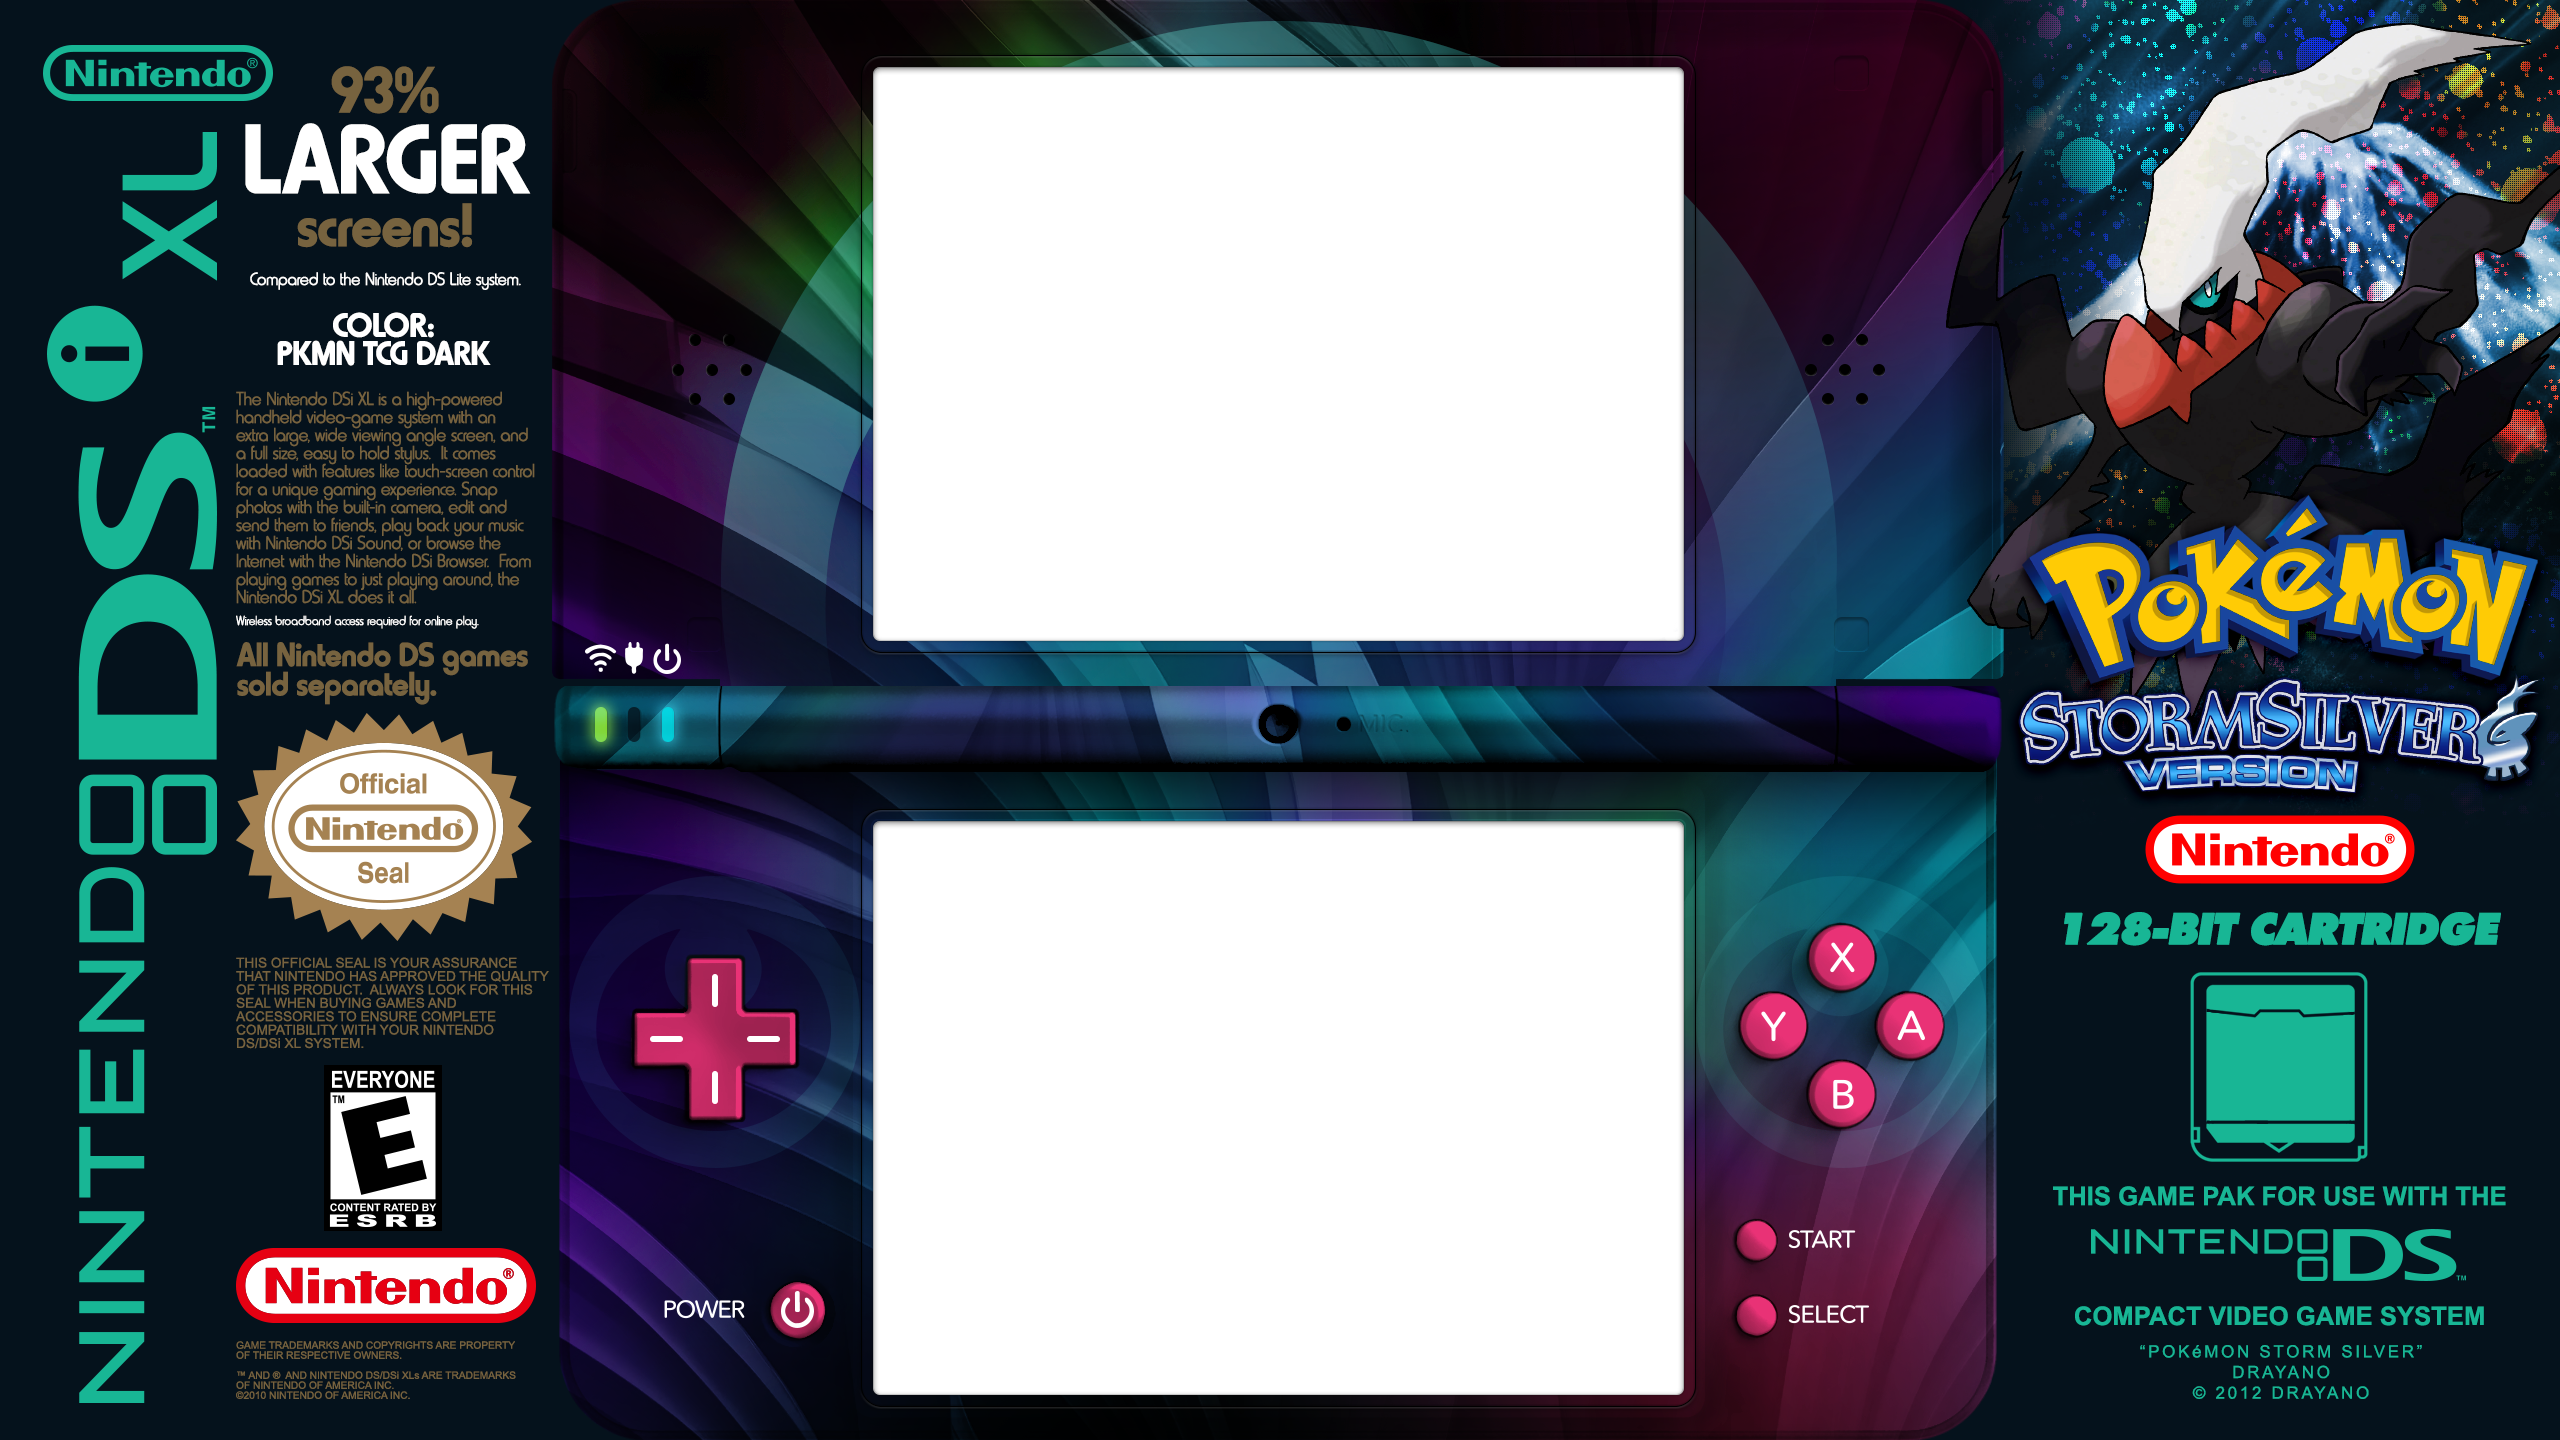 Nintendo®
NINTENDO DS i XL ™
93%
LARGER
screens!
Compared to the Nintendo DS Lite system.
COLOR:
PKMN TCG DARK
The Nintendo DSi XL is a high-powered
handheld video-game system with an
extra large, wide viewing angle screen, and
a full size, easy to hold stylus. It comes
loaded with features like touch-screen control
for a unique gaming experience. Snap
photos with the built-in camera, edit and
send them to friends, play back your music
with Nintendo DSi Sound, or browse the
Internet with the Nintendo DSi Browser. From
playing games to just playing around, the
Nintendo DSi XL does it all.
Wireless broadband access required for online play.
All Nintendo DS games
sold separately.
Official
Nintendo®
Seal
THIS OFFICIAL SEAL IS YOUR ASSURANCE
THAT NINTENDO HAS APPROVED THE QUALITY
OF THIS PRODUCT. ALWAYS LOOK FOR THIS
SEAL WHEN BUYING GAMES AND
ACCESSORIES TO ENSURE COMPLETE
COMPATIBILITY WITH YOUR NINTENDO
DS/DSi XL SYSTEM.
EVERYONE
™
E
CONTENT RATED BY
ESRB
Nintendo®
GAME TRADEMARKS AND COPYRIGHTS ARE PROPERTY
OF THEIR RESPECTIVE OWNERS.
™ AND ® AND NINTENDO DS/DSi XLs ARE TRADEMARKS
OF NINTENDO OF AMERICA INC.
©2010 NINTENDO OF AMERICA INC.
MIC.
X
Y
A
B
START
SELECT
POWER
POKéMON
STORMSILVER
VERSION
Nintendo®
128-BIT CARTRIDGE
THIS GAME PAK FOR USE WITH THE
NINTENDO DS™
COMPACT VIDEO GAME SYSTEM
“POKéMON STORM SILVER”
DRAYANO
© 2012 DRAYANO